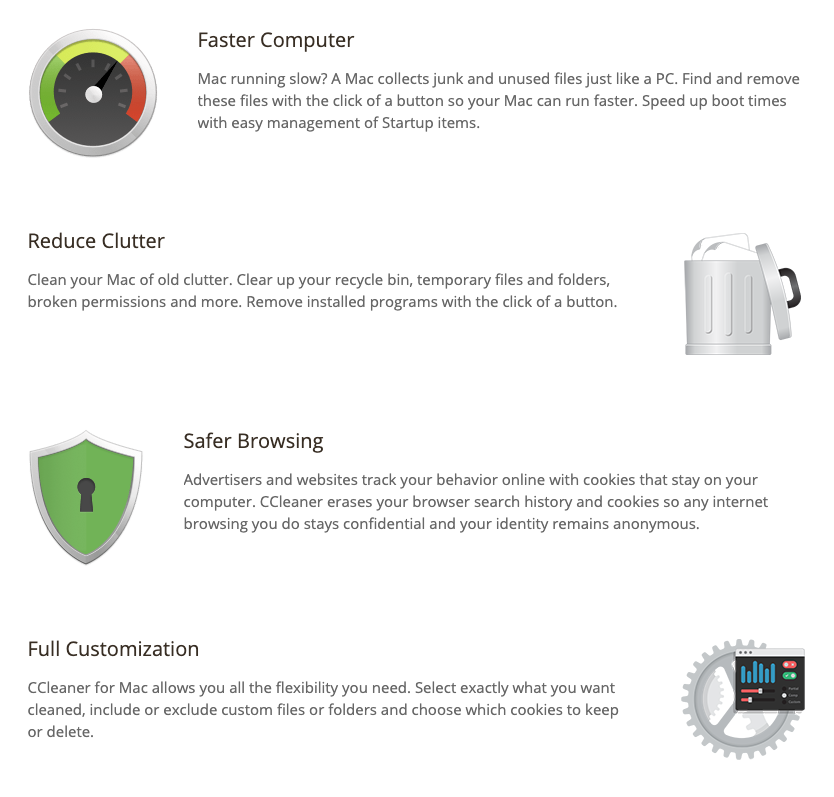 Faster Computer
Mac running slow? A Mac collects junk and unused files just like a PC. Find and remove
these files with the click of a button so your Mac can run faster. Speed up boot times
with easy management of Startup items.
Reduce Clutter
Clean your Mac of old clutter. Clear up your recycle bin, temporary files and folders,
broken permissions and more. Remove installed programs with the click of a button.
Safer Browsing
Advertisers and websites track your behavior online with cookies that stay on your
computer. CCleaner erases your browser search history and cookies so any internet
browsing you do stays confidential and your identity remains anonymous.
Full Customization
CCleaner for Mac allows you all the flexibility you need. Select exactly what you want
cleaned, include or exclude custom files or folders and choose which cookies to keep
or delete.